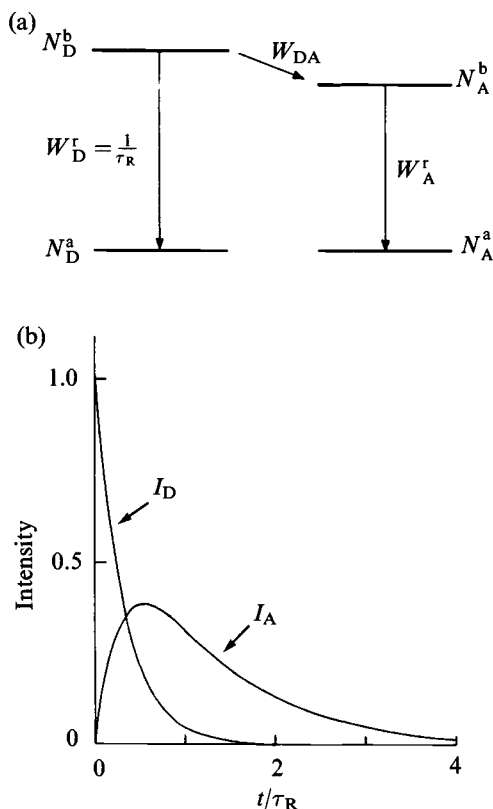 (a)
N_D^b
W_DA
N_A^b
W_D^r = 1/τ_R
W_A^r
N_D^a
N_A^a
(b)
1.0
I_D
Intensity
0.5
I_A
0
0
2
4
t/τ_R